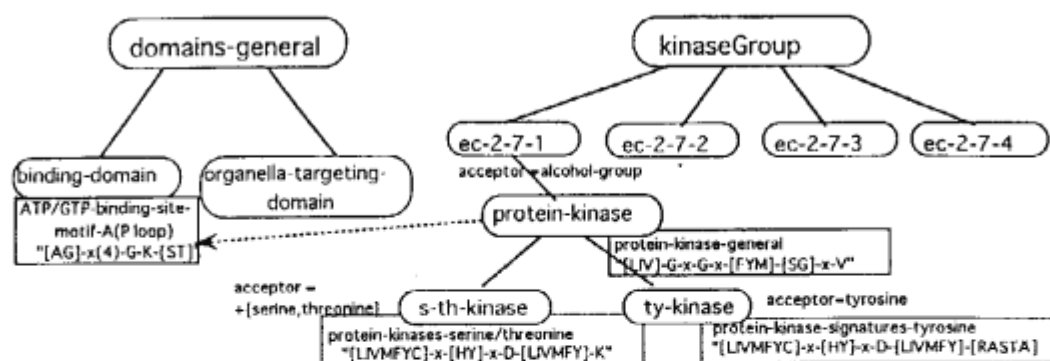 domains-general
kinaseGroup
ec-2-7-1
ec-2-7-2
ec-2-7-3
ec-2-7-4
binding-domain
organella-targeting-
domain
acceptor=alcohol-group
ATP/GTP-binding-site-
motif-A(P loop)
"[AG]-x(4)-G-K-[ST]
protein-kinase
protein-kinase-general
"[LIV]-G-x-G-x-[FYM]-[SG]-x-V"
acceptor =
+{serine,threonine}
s-th-kinase
ty-kinase
acceptor=tyrosine
protein-kinases-serine/threonine
"[LIVMFYC]-x-[HY]-x-D-[LIVMFY]-K"
protein-kinase-signatures-tyrosine
"[LIVMFYC]-x-[HY]-x-D-[LIVMFY]-[RASTA]